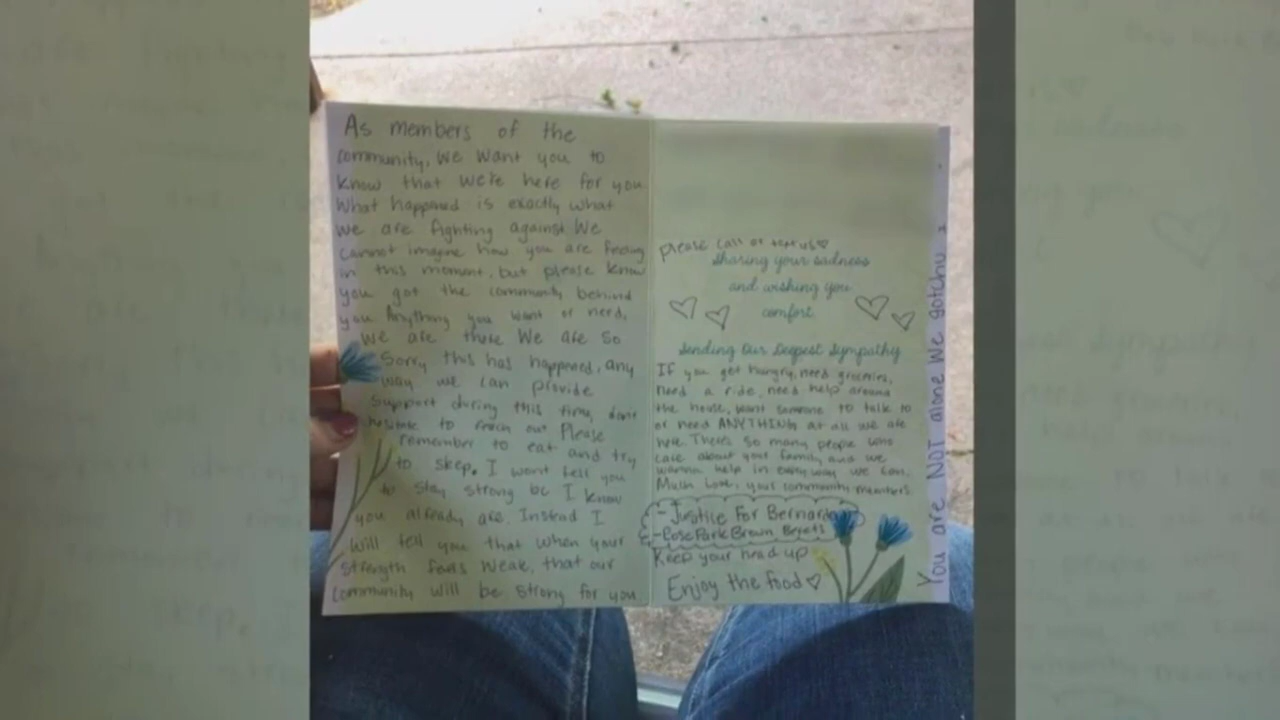 As members of the
community, we want you to
know that we're here for you
What happened is exactly what
we are fighting against We
cannot imagine how you are feeling
in this moment, but please know
you got the community behind
you Anything you want or need,
we are there We are so
Sorry this has happened, any
way we can provide
support during this time, dont
hesitate to reach out Please
remember to eat and try
to skep. I wont tell you
to stay strong bc I know
you already are. Instead I
will tell you that when your
strength feels weak, that our
community will be strong for you
please call or text us♡
Sharing your sadness
and wishing you
comfort
Sending Our Deepest Sympathy
If you get hungry, need groceries,
need a ride, need help around
the house, want someone to talk to
or need ANYTHING at all we are
here. There's so many people who
care about your family and we
wanna help in every way we can.
Much Love, your community members
- Justice For Bernardo
- Rose Park Brown Berets
Keep your head up
Enjoy the food♡
You are NOT alone We gotchu